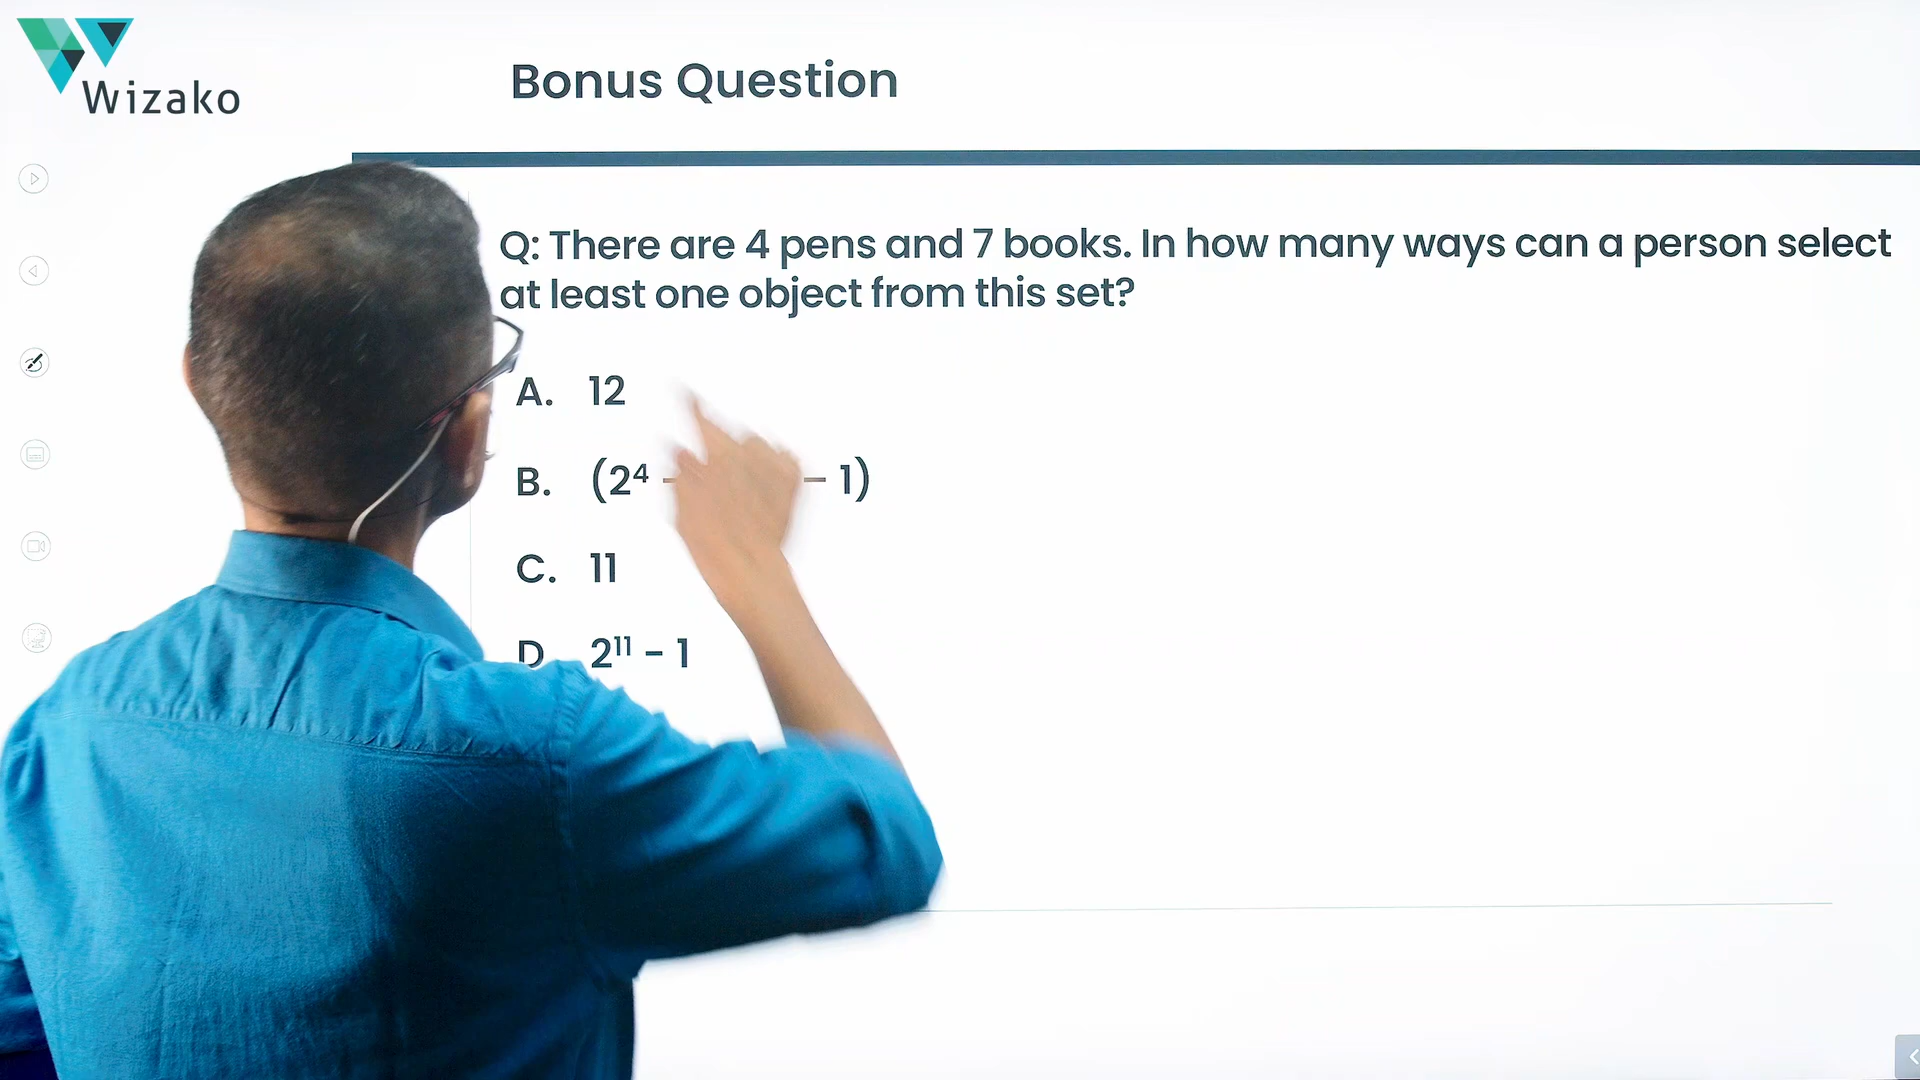 Wizako
Bonus Question
Q: There are 4 pens and 7 books. In how many ways can a person select
at least one object from this set?
A. 12
B. (2⁴ - – 1)
C. 11
D 2¹¹ - 1